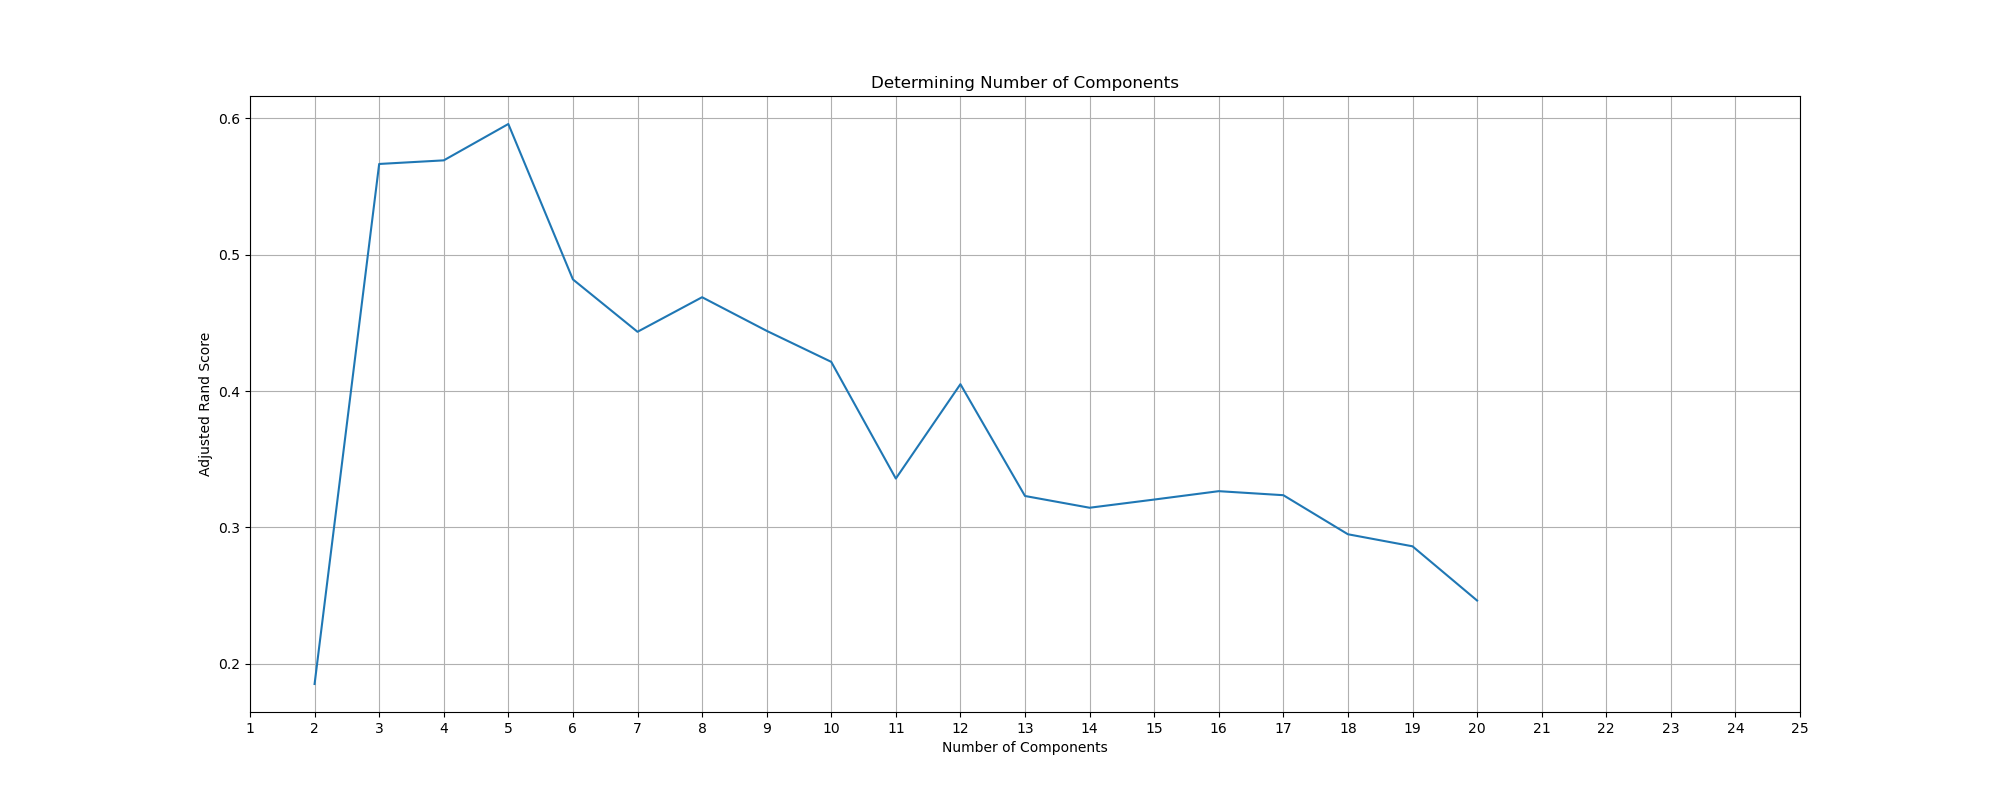 Determining Number of Components
0.6
0.5
0.4
0.3
0.2
Adjusted Rand Score
1 2 3 4 5 6 7 8 9 10 11 12 13 14 15 16 17 18 19 20 21 22 23 24 25
Number of Components